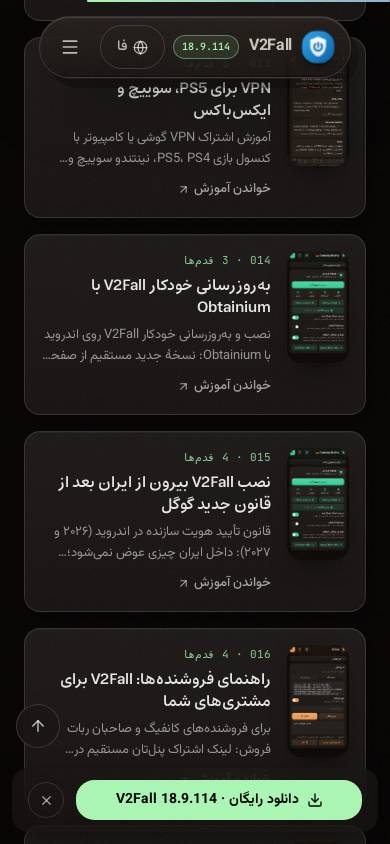 V2Fall
18.9.114
فا
VPN برای PS5، سوییچ و
ایکس‌باکس
آموزش اشتراک VPN گوشی یا کامپیوتر با
کنسول بازی PS5، PS4، نینتندو سوییچ و…
خواندن آموزش
014 · 3 قدم‌ها
به‌روزرسانی خودکار V2Fall با
Obtainium
نصب و به‌روزرسانی خودکار V2Fall روی اندروید
با Obtainium: نسخهٔ جدید مستقیم از صفحـ…
خواندن آموزش
015 · 4 قدم‌ها
نصب V2Fall بیرون از ایران بعد از
قانون جدید گوگل
قانون تأیید هویت سازنده در اندروید (۲۰۲۶ و
۲۰۲۷): داخل ایران چیزی عوض نمی‌شود؛…
خواندن آموزش
016 · 4 قدم‌ها
راهنمای فروشنده‌ها: V2Fall برای
مشتری‌های شما
برای فروشنده‌های کانفیگ و صاحبان ربات
فروش: لینک اشتراک پنل‌تان مستقیم در…
دانلود رایگان · V2Fall 18.9.114